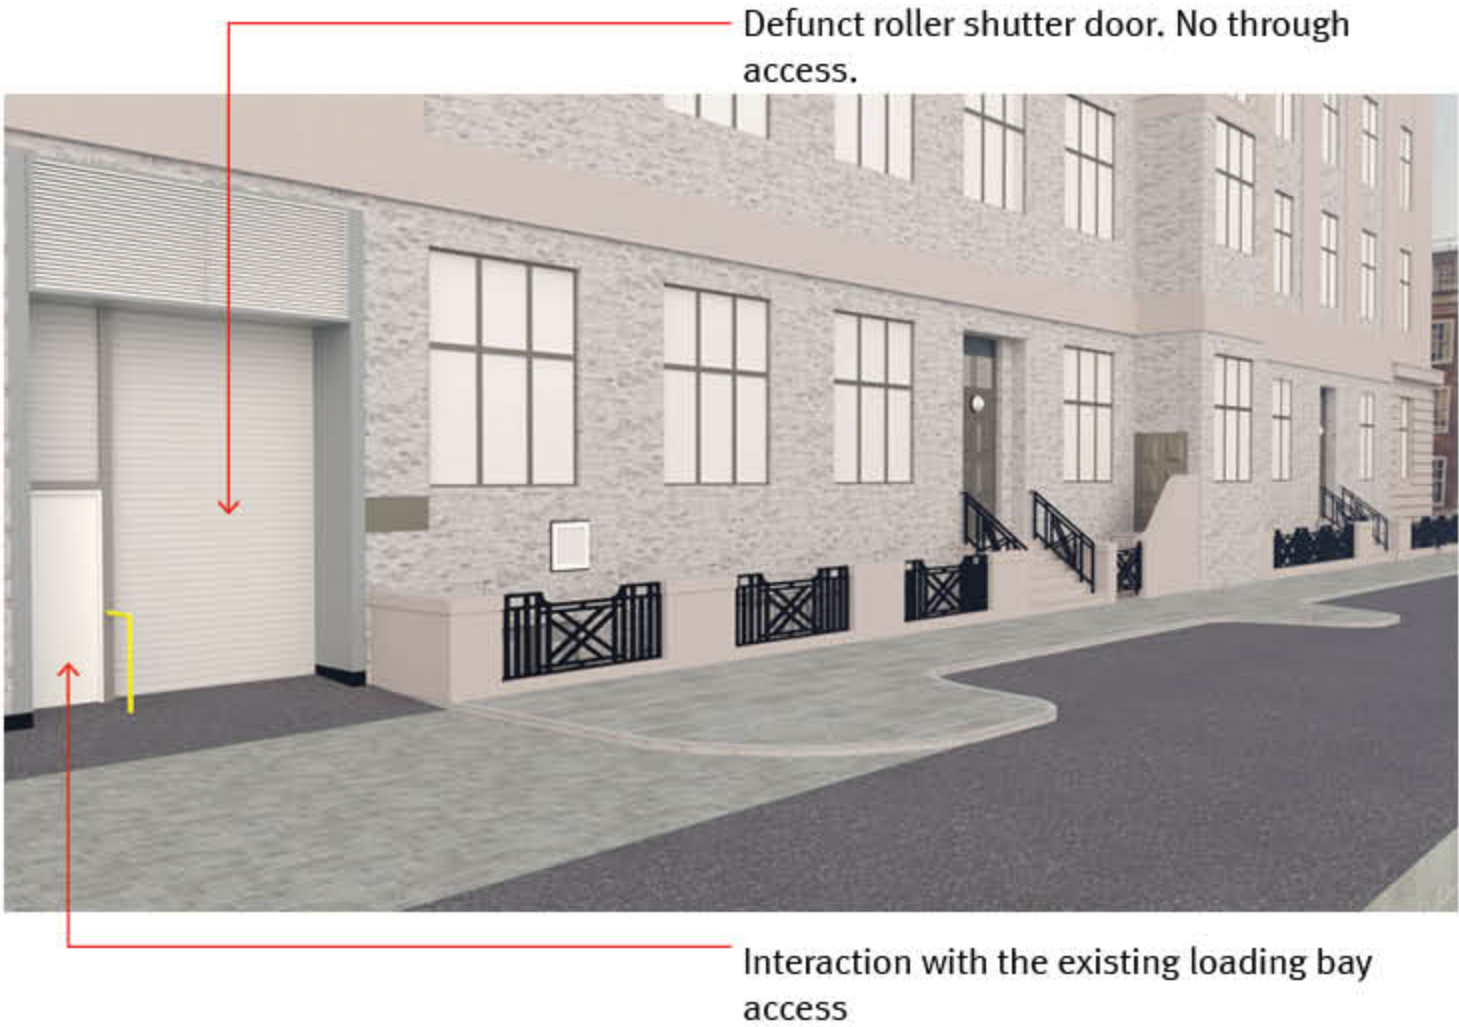 Defunct roller shutter door. No through
access.
Interaction with the existing loading bay
access